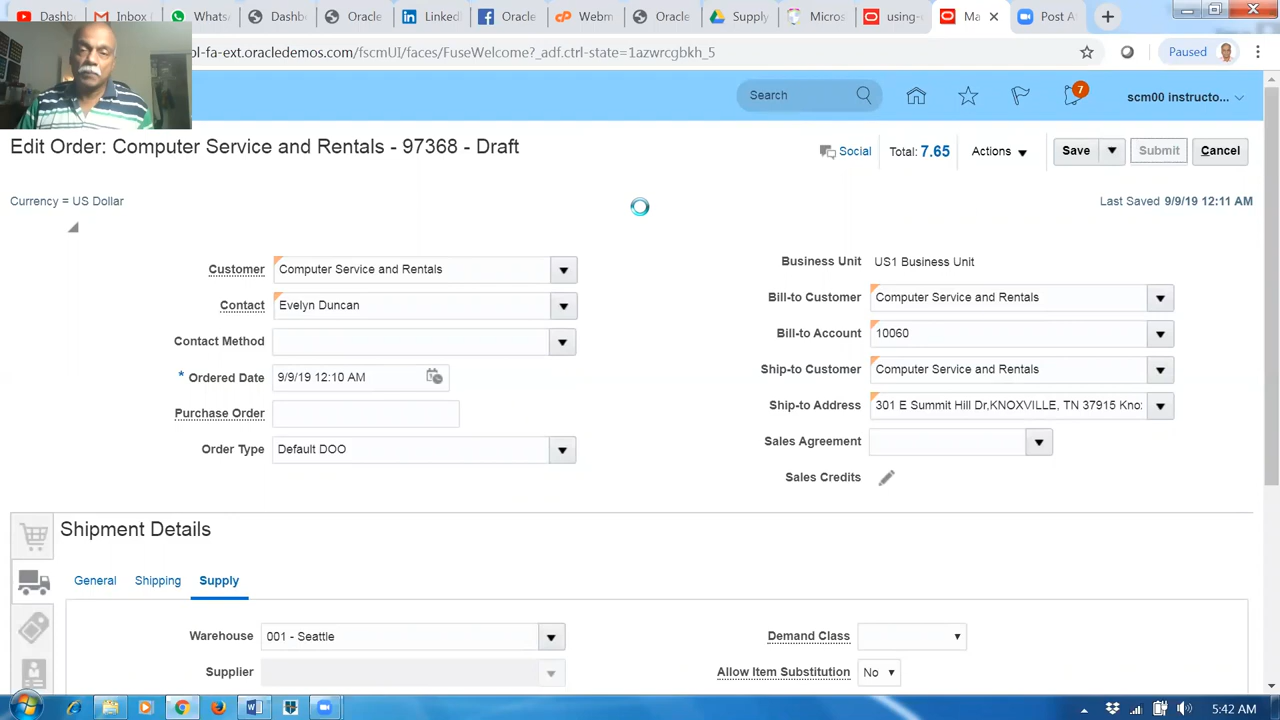 Dashb
Inbox
Whats
Dashb
Oracle
LinkedI
Oracle
Webm
Oracle
Supply
Micros
using-
Ma
Post A
ol-fa-ext.oracledemos.com/fscmUI/faces/FuseWelcome?_adf.ctrl-state=1azwrcgbkh_5
Paused
Search
7
scm00 instructo...
Edit Order: Computer Service and Rentals - 97368 - Draft
Social
Total: 7.65
Actions
Save
Submit
Cancel
Currency = US Dollar
Last Saved 9/9/19 12:11 AM
Customer Computer Service and Rentals
Contact Evelyn Duncan
Contact Method
* Ordered Date 9/9/19 12:10 AM
Purchase Order
Order Type Default DOO
Business Unit US1 Business Unit
Bill-to Customer Computer Service and Rentals
Bill-to Account 10060
Ship-to Customer Computer Service and Rentals
Ship-to Address 301 E Summit Hill Dr,KNOXVILLE, TN 37915 Kno
Sales Agreement
Sales Credits
Shipment Details
General Shipping Supply
Warehouse 001 - Seattle
Supplier
Demand Class
Allow Item Substitution No
5:42 AM